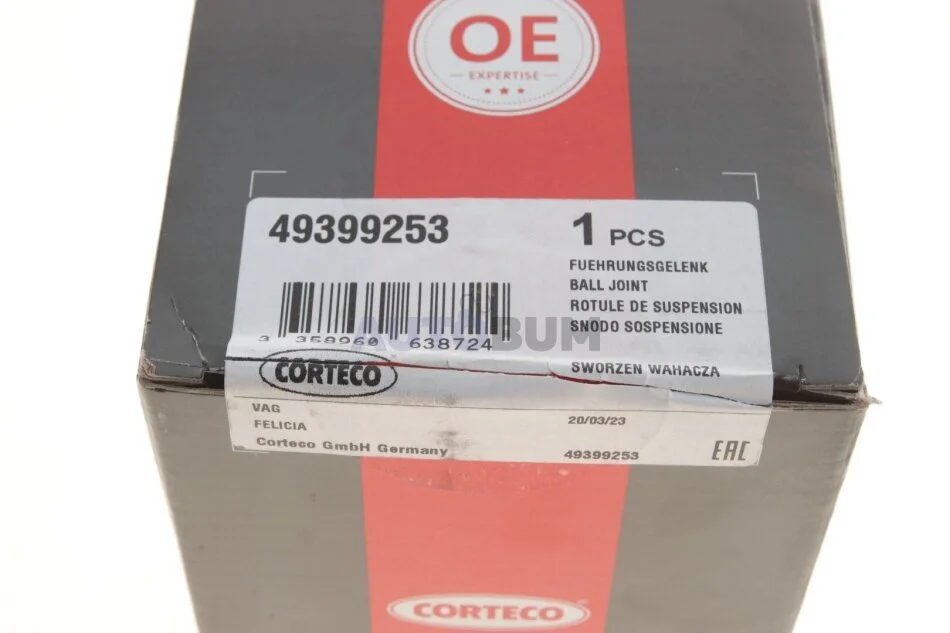 OE
EXPERTISE
49399253
1 PCS
FUEHRUNGSGELENK
BALL JOINT
ROTULE DE SUSPENSION
SNODO SOSPENSIONE
SWORZEN WAHACZA
3 358960 638724
AUTOBUM
CORTECO
VAG
FELICIA
20/03/23
Corteco GmbH Germany
49399253
EAC
CORTECO